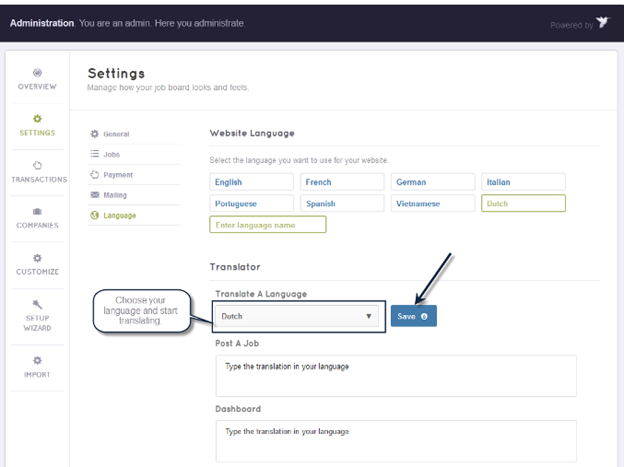 Administration. You are an admin. Here you administrate.
Powered by
OVERVIEW
SETTINGS
TRANSACTIONS
COMPANIES
CUSTOMIZE
SETUP
WIZARD
IMPORT
Settings
Manage how your job board looks and feels.
General
Jobs
Payment
Mailing
Language
Website Language
Select the language you want to use for your website.
English
French
German
Italian
Portuguese
Spanish
Vietnamese
Dutch
Enter language name
Translator
Translate A Language
Choose your
language and start
translating.
Dutch
Save
Post A Job
Type the translation in your language
Dashboard
Type the translation in your language